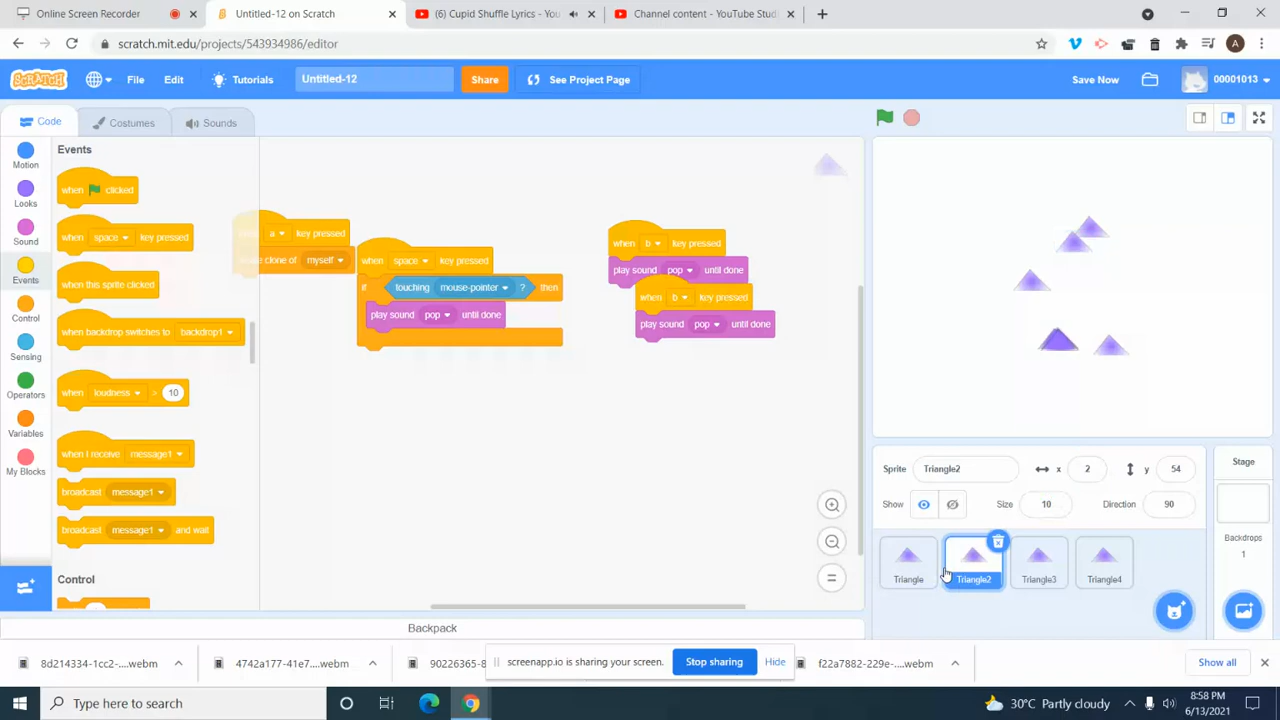 Online Screen Recorder
Untitled-12 on Scratch
(6) Cupid Shuffle Lyrics - You
Channel content - YouTube Studi
scratch.mit.edu/projects/543934986/editor
A
SCRATCH
File
Edit
Tutorials
Untitled-12
Share
See Project Page
Save Now
00001013
Code
Costumes
Sounds
Motion
Looks
Sound
Events
Control
Sensing
Operators
Variables
My Blocks
Events
when clicked
when space key pressed
when this sprite clicked
when backdrop switches to backdrop1
when loudness > 10
when I receive message1
broadcast message1
broadcast message1 and wait
Control
a key pressed
clone of myself
when space key pressed
if touching mouse-pointer ? then
play sound pop until done
when b key pressed
play sound pop until done
when b key pressed
play sound pop until done
Sprite Triangle2 x 2 y 54
Show Size 10 Direction 90
Triangle
Triangle2
Triangle3
Triangle4
Stage
Backdrops
1
Backpack
8d214334-1cc2-....webm
4742a177-41e7....webm
90226365-8
screenapp.io is sharing your screen.
Stop sharing
Hide
f22a7882-229e-....webm
Show all
Type here to search
30°C Partly cloudy
8:58 PM
6/13/2021